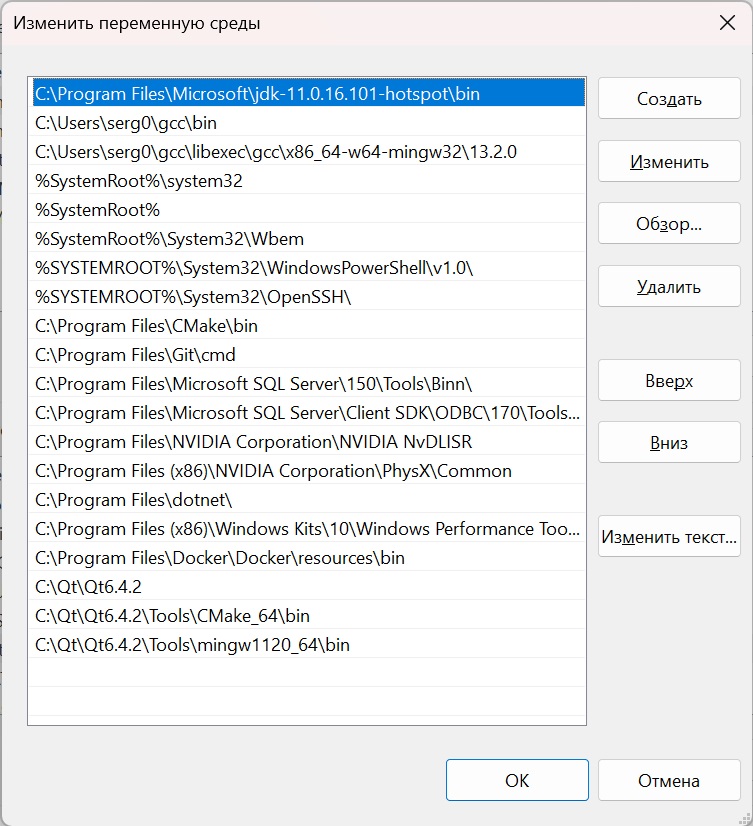 Изменить переменную среды
C:\Program Files\Microsoft\jdk-11.0.16.101-hotspot\bin
C:\Users\serg0\gcc\bin
C:\Users\serg0\gcc\libexec\gcc\x86_64-w64-mingw32\13.2.0
%SystemRoot%\system32
%SystemRoot%
%SystemRoot%\System32\Wbem
%SYSTEMROOT%\System32\WindowsPowerShell\v1.0\
%SYSTEMROOT%\System32\OpenSSH\
C:\Program Files\CMake\bin
C:\Program Files\Git\cmd
C:\Program Files\Microsoft SQL Server\150\Tools\Binn\
C:\Program Files\Microsoft SQL Server\Client SDK\ODBC\170\Tools...
C:\Program Files\NVIDIA Corporation\NVIDIA NvDLISR
C:\Program Files (x86)\NVIDIA Corporation\PhysX\Common
C:\Program Files\dotnet\
C:\Program Files (x86)\Windows Kits\10\Windows Performance Too...
C:\Program Files\Docker\Docker\resources\bin
C:\Qt\Qt6.4.2
C:\Qt\Qt6.4.2\Tools\CMake_64\bin
C:\Qt\Qt6.4.2\Tools\mingw1120_64\bin
Создать
Изменить
Обзор...
Удалить
Вверх
Вниз
Изменить текст...
ОК
Отмена